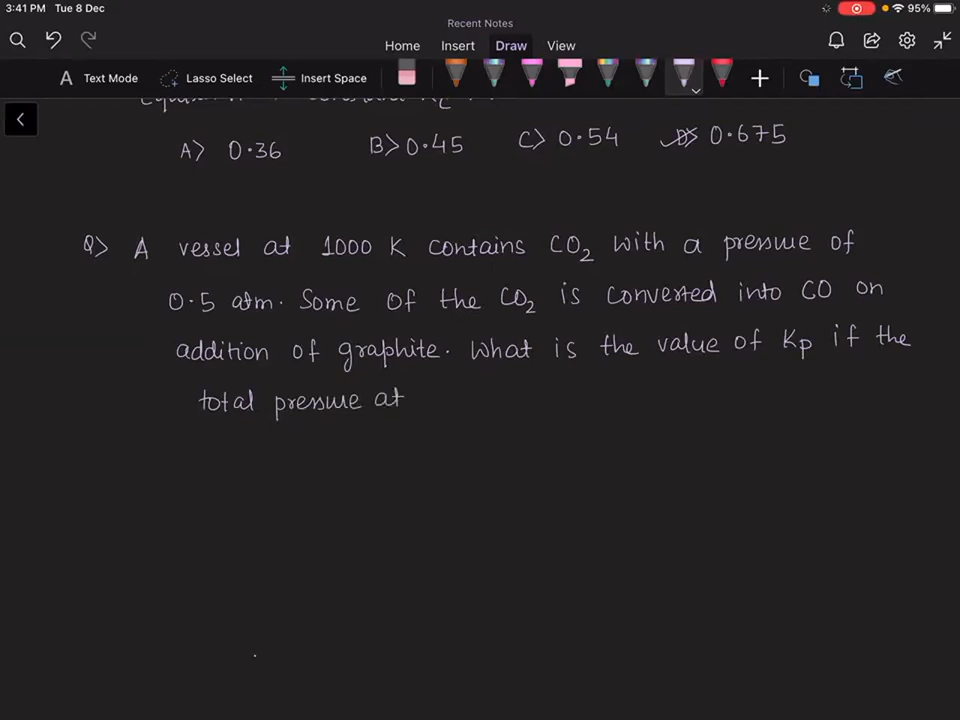 3:41 PM Tue 8 Dec
95%
Recent Notes
Home Insert Draw View
A Text Mode Lasso Select Insert Space
A> 0.36 B> 0.45 C> 0.54 D> 0.675
Q> A vessel at 1000 K contains CO₂ with a pressure of
0.5 atm. Some of the CO₂ is converted into CO on
addition of graphite. What is the value of Kp if the
total pressure at